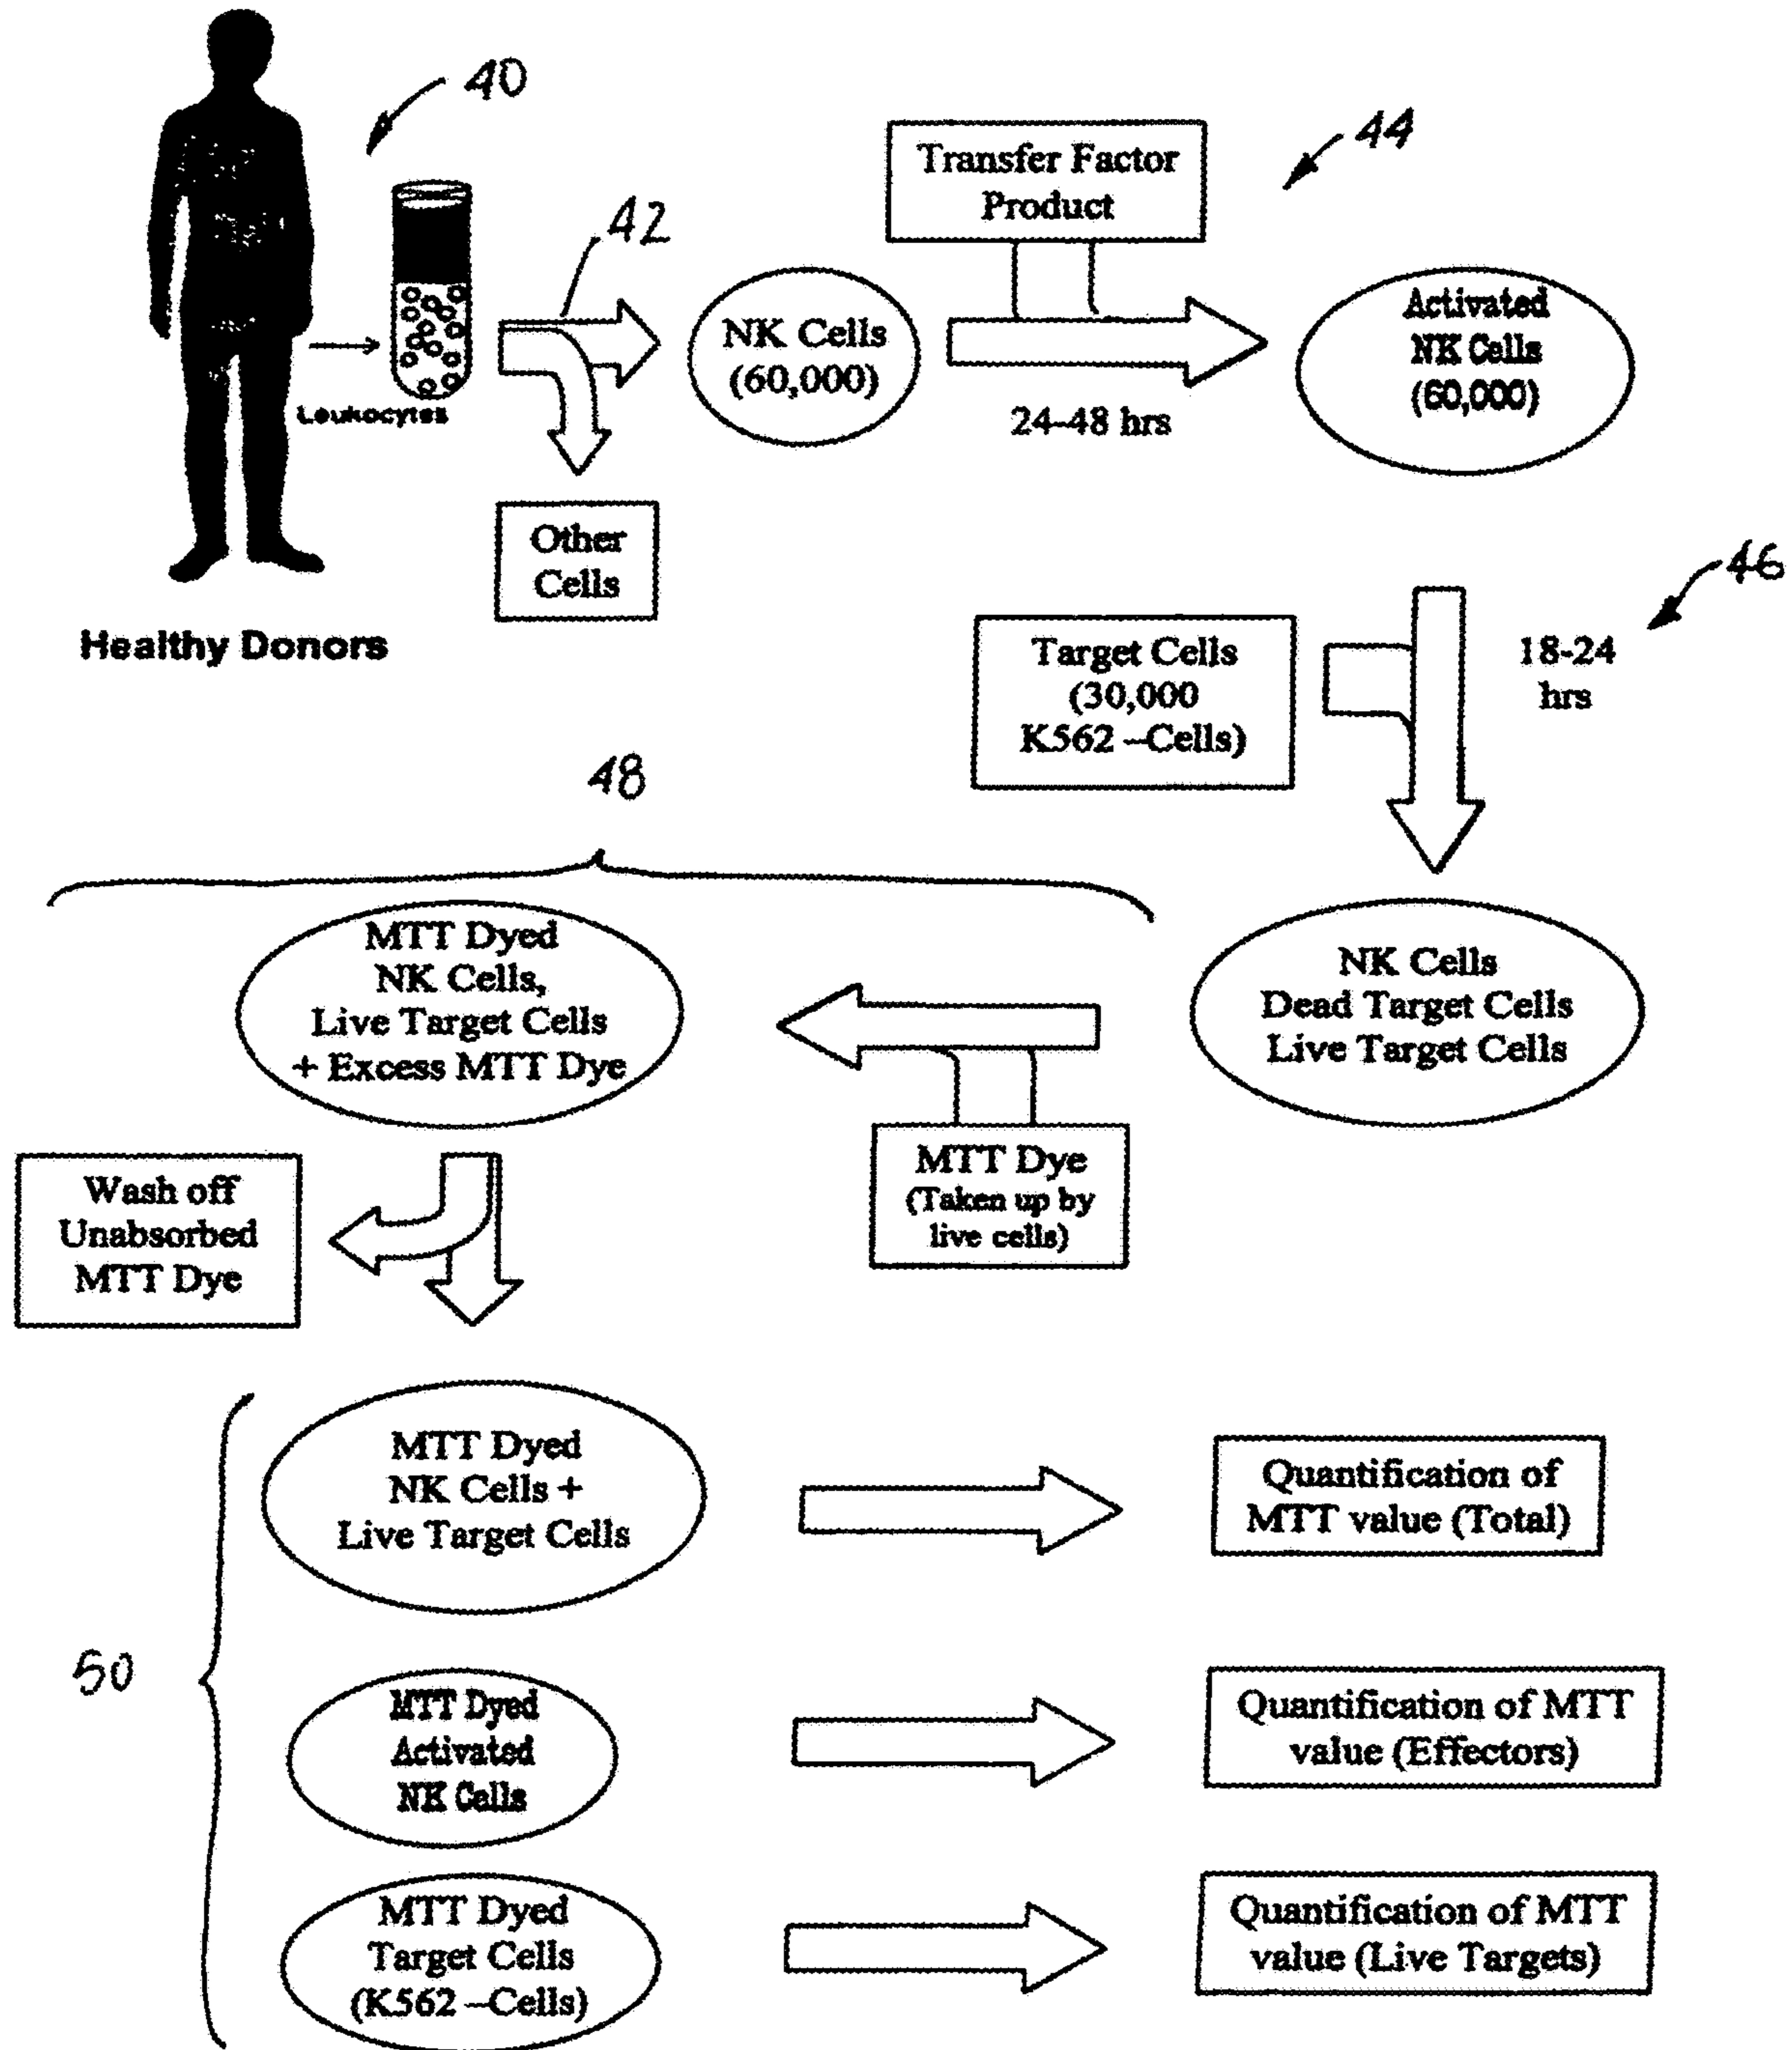 40
44
Transfer Factor
Product
42
Leukocytes
NK Cells
(60,000)
24-48 hrs
Activated
NK Cells
(60,000)
Other
Cells
Healthy Donors
46
Target Cells
(30,000
K562 –Cells)
18-24
hrs
48
MTT Dyed
NK Cells,
Live Target Cells
+ Excess MTT Dye
NK Cells
Dead Target Cells
Live Target Cells
MTT Dye
(Taken up by
live cells)
Wash off
Unabsorbed
MTT Dye
50
MTT Dyed
NK Cells +
Live Target Cells
Quantification of
MTT value (Total)
MTT Dyed
Activated
NK Cells
Quantification of MTT
value (Effectors)
MTT Dyed
Target Cells
(K562 –Cells)
Quantification of MTT
value (Live Targets)